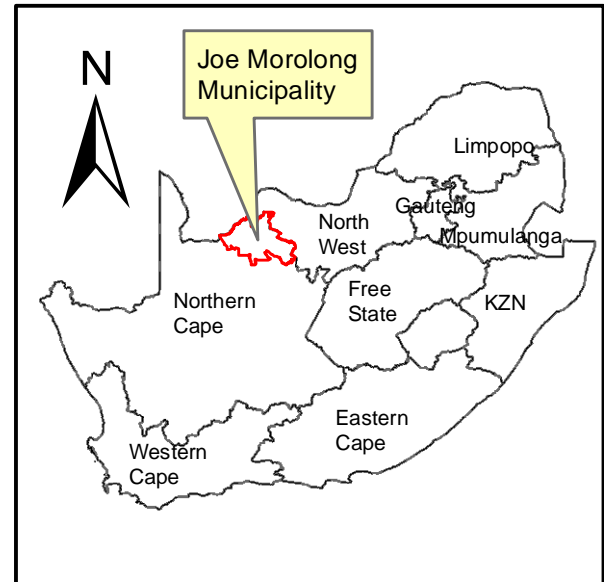 Joe Morolong
Municipality
N
Limpopo
Gauteng
North
West
Mpumulanga
Free
State
KZN
Northern
Cape
Eastern
Cape
Western
Cape